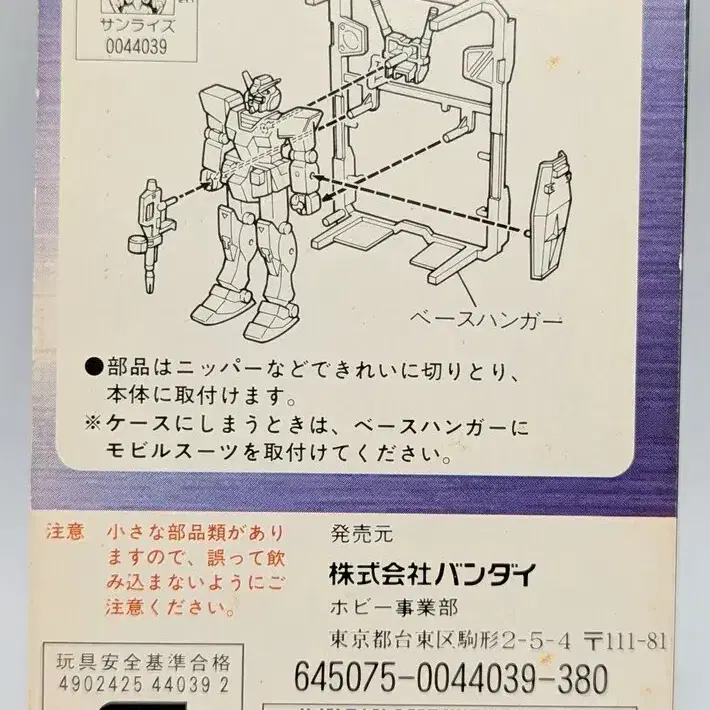 サンライズ
0044039
ベースハンガー
●部品はニッパーなどできれいに切りとり、
本体に取付けます。
※ケースにしまうときは、ベースハンガーに
モビルスーツを取付けてください。
注意 小さな部品類があり
ますので、誤って飲
み込まないようにご
注意ください。
発売元
株式会社バンダイ
ホビー事業部
東京都台東区駒形2-5-4 〒111-81
645075-0044039-380
玩具安全基準合格
4902425 44039 2